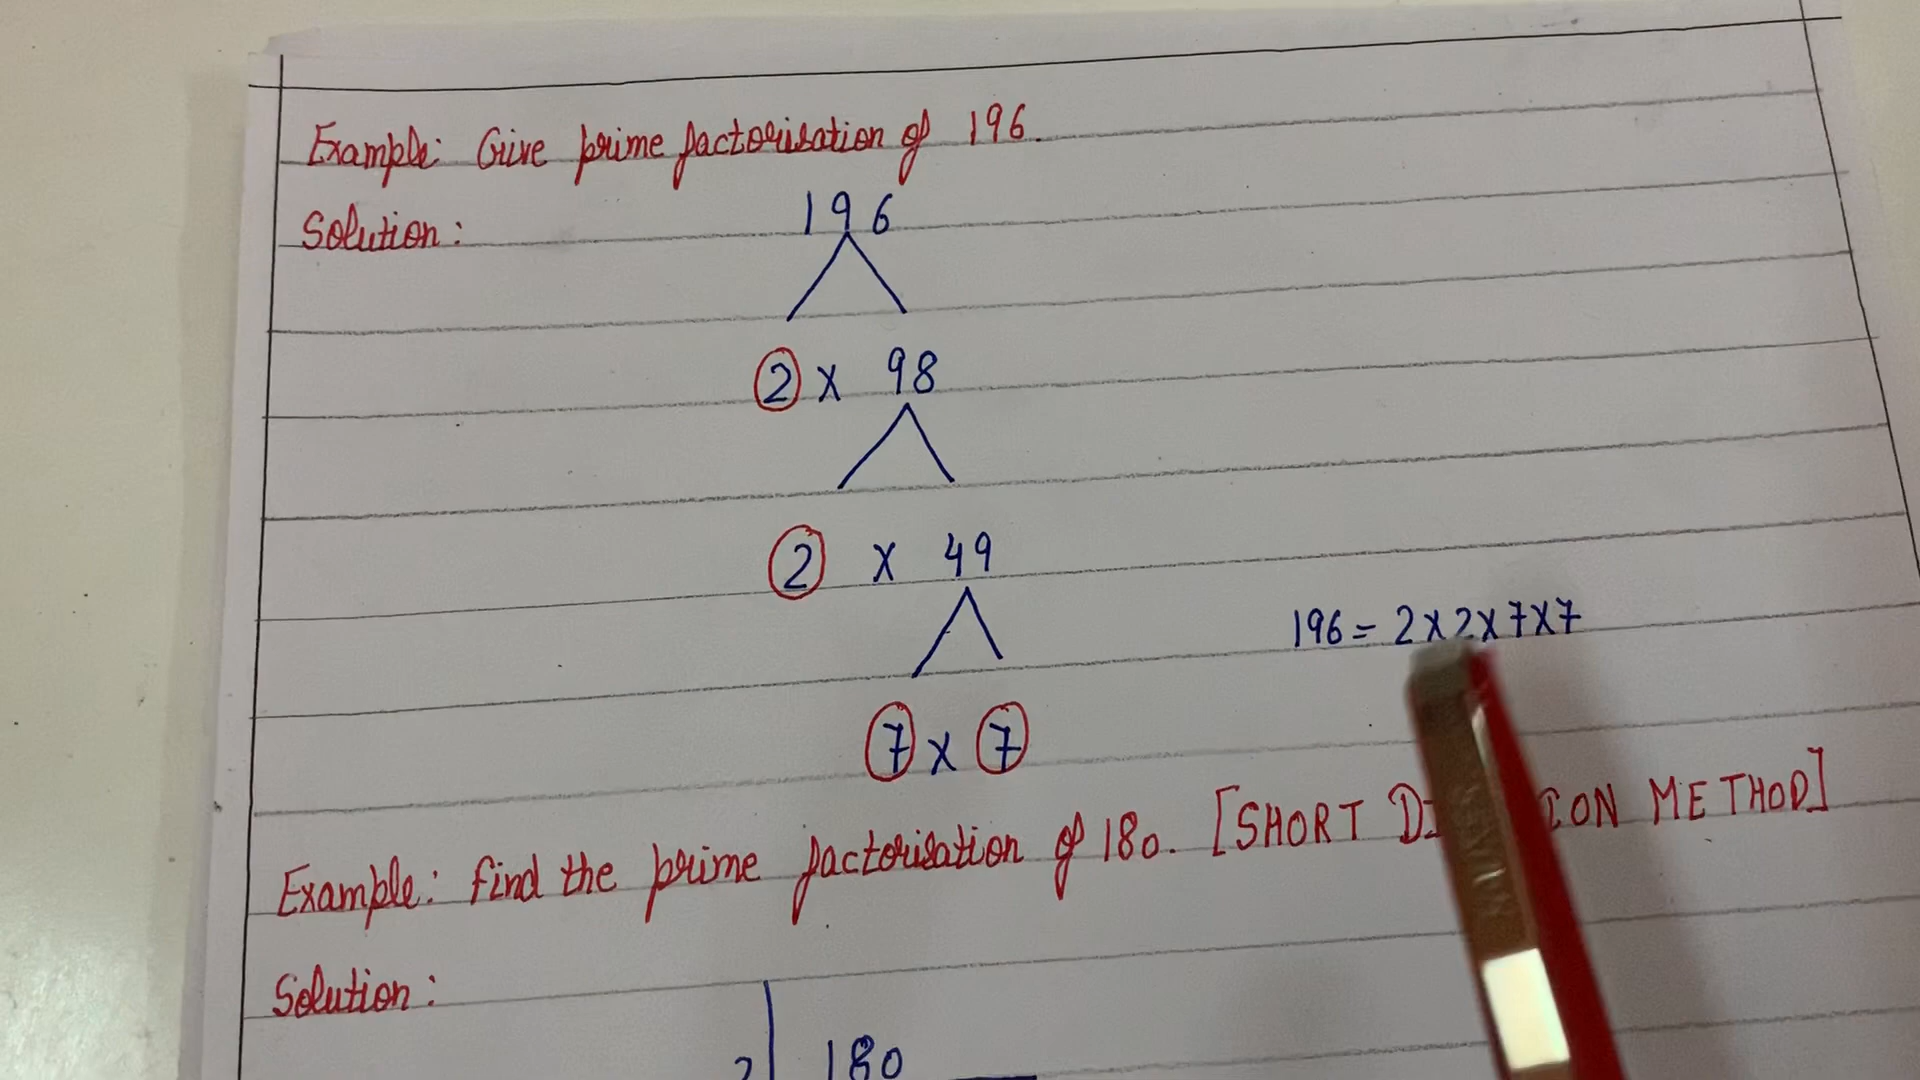 Example: Give prime factorisation of 196.
Solution:
196
2 x 98
2 x 49
196 = 2x2x7x7
7 x 7
Example: find the prime factorisation of 180. [SHORT METHOD]
Solution:
2 180